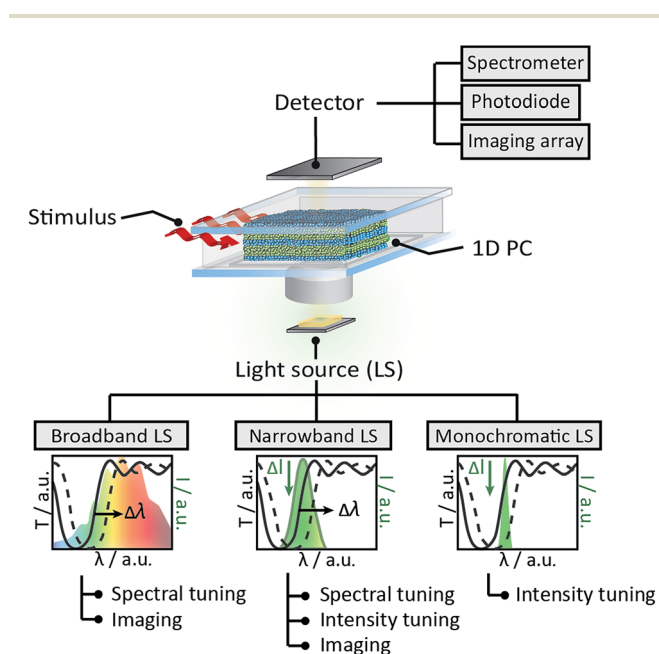 Spectrometer
Detector
Photodiode
Imaging array
Stimulus
1D PC
Light source (LS)
Broadband LS
Narrowband LS
Monochromatic LS
T / a.u.
Δλ
I / a.u.
λ / a.u.
T / a.u.
ΔI
Δλ
I / a.u.
λ / a.u.
T / a.u.
ΔI
I / a.u.
λ / a.u.
Spectral tuning
Imaging
Spectral tuning
Intensity tuning
Imaging
Intensity tuning